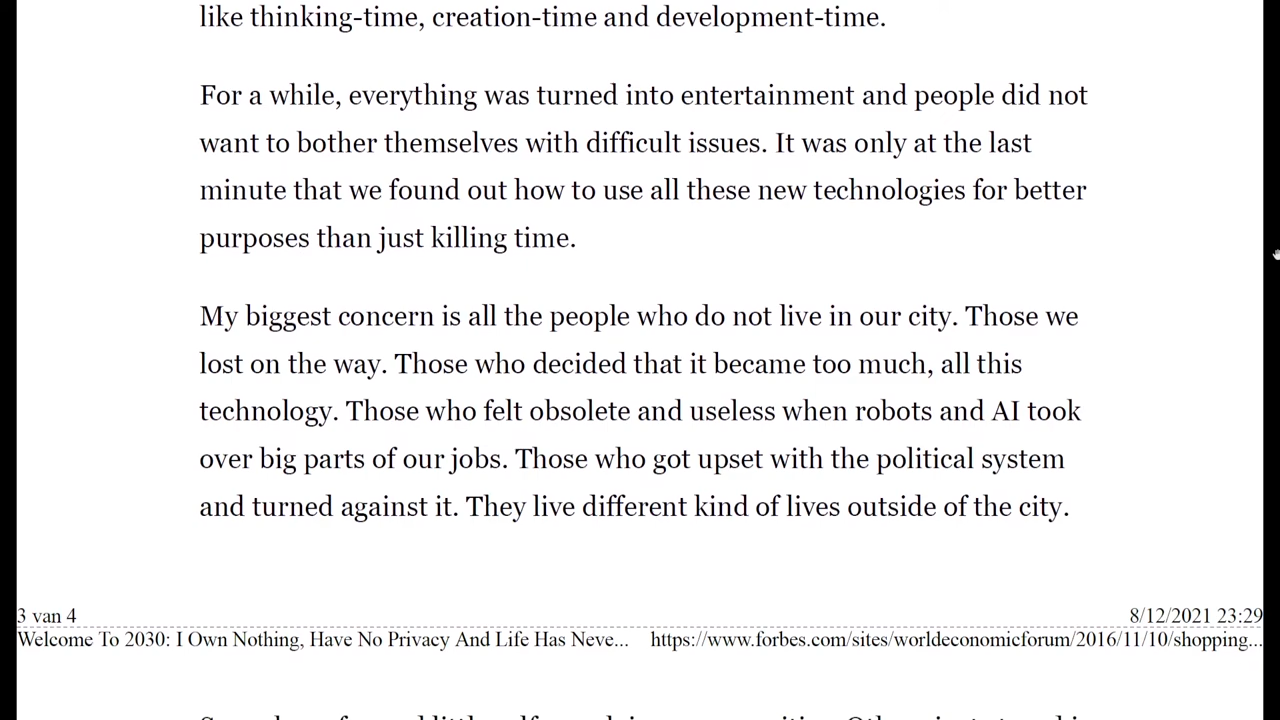 like thinking-time, creation-time and development-time.
For a while, everything was turned into entertainment and people did not
want to bother themselves with difficult issues. It was only at the last
minute that we found out how to use all these new technologies for better
purposes than just killing time.
My biggest concern is all the people who do not live in our city. Those we
lost on the way. Those who decided that it became too much, all this
technology. Those who felt obsolete and useless when robots and AI took
over big parts of our jobs. Those who got upset with the political system
and turned against it. They live different kind of lives outside of the city.
3 van 4
8/12/2021 23:29
Welcome To 2030: I Own Nothing, Have No Privacy And Life Has Neve...
https://www.forbes.com/sites/worldeconomicforum/2016/11/10/shopping...